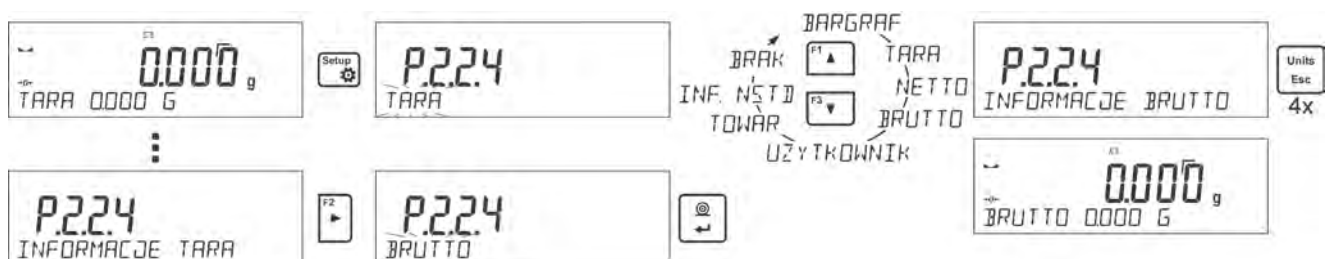 0.000 g
TARA 0.000 G
Setup
P.2.2.4
TARA
BARGRAF
TARA
NETTO
BRUTTO
UŻYTKOWNIK
TOWAR
INF. NSTD
BRAK
F1
F3
P.2.2.4
INFORMACJE BRUTTO
Units
Esc
4x
P.2.2.4
INFORMACJE TARA
F2
P.2.2.4
BRUTTO
0.000 g
BRUTTO 0.000 G